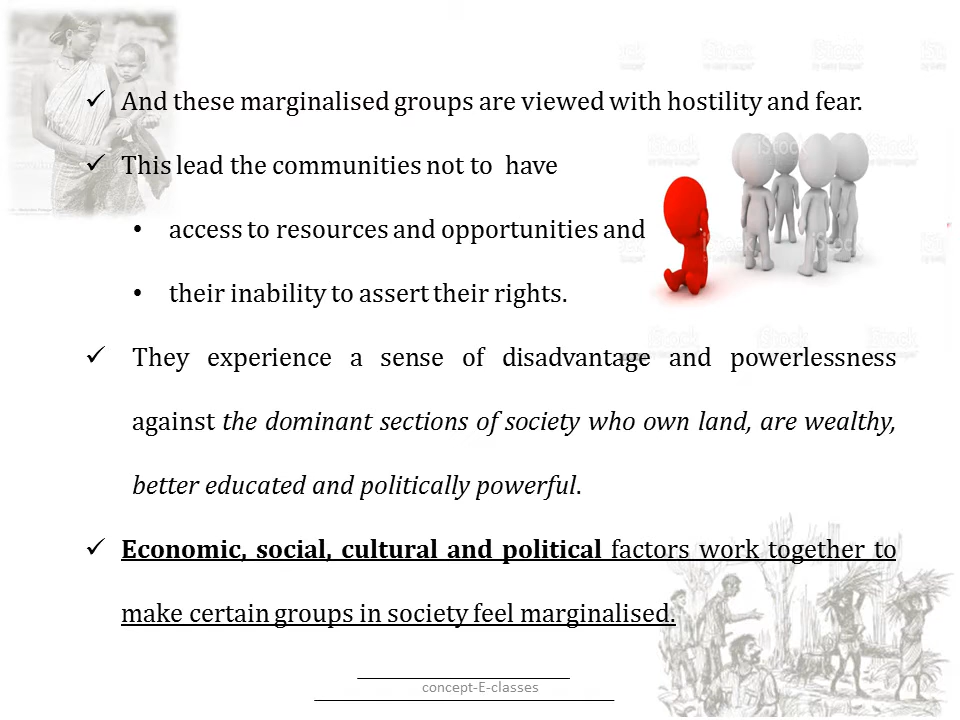 And these marginalised groups are viewed with hostility and fear.
This lead the communities not to have
access to resources and opportunities and
their inability to assert their rights.
They experience a sense of disadvantage and powerlessness
against the dominant sections of society who own land, are wealthy,
better educated and politically powerful.
Economic, social, cultural and political factors work together to
make certain groups in society feel marginalised.
concept-E-classes